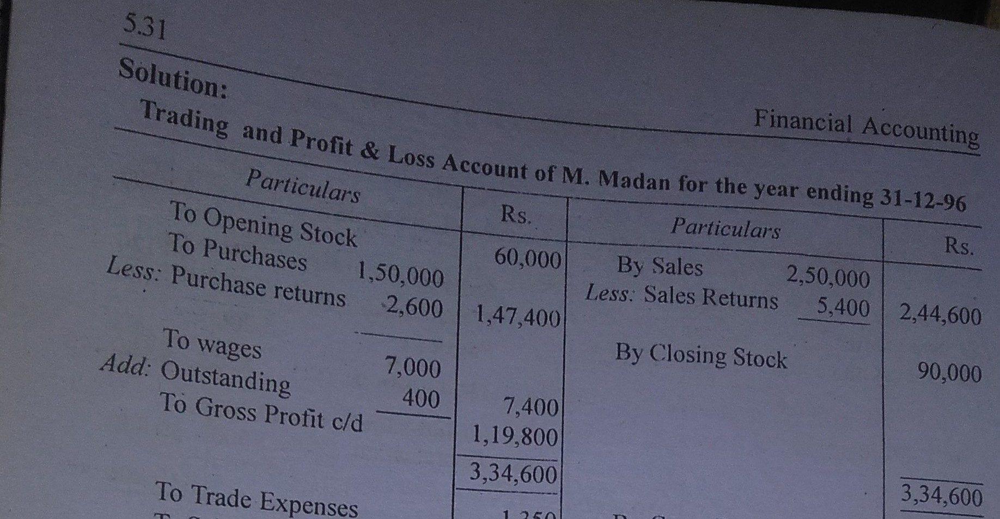 5.31
Financial Accounting
Solution:
Trading and Profit & Loss Account of M. Madan for the year ending 31-12-96
Particulars Rs. Particulars Rs.
To Opening Stock 60,000 By Sales 2,50,000
To Purchases 1,50,000 Less: Sales Returns 5,400 2,44,600
Less: Purchase returns 2,600 1,47,400
To wages 7,000 By Closing Stock 90,000
Add: Outstanding 400 7,400
To Gross Profit c/d 1,19,800
3,34,600 3,34,600
To Trade Expenses 1,250